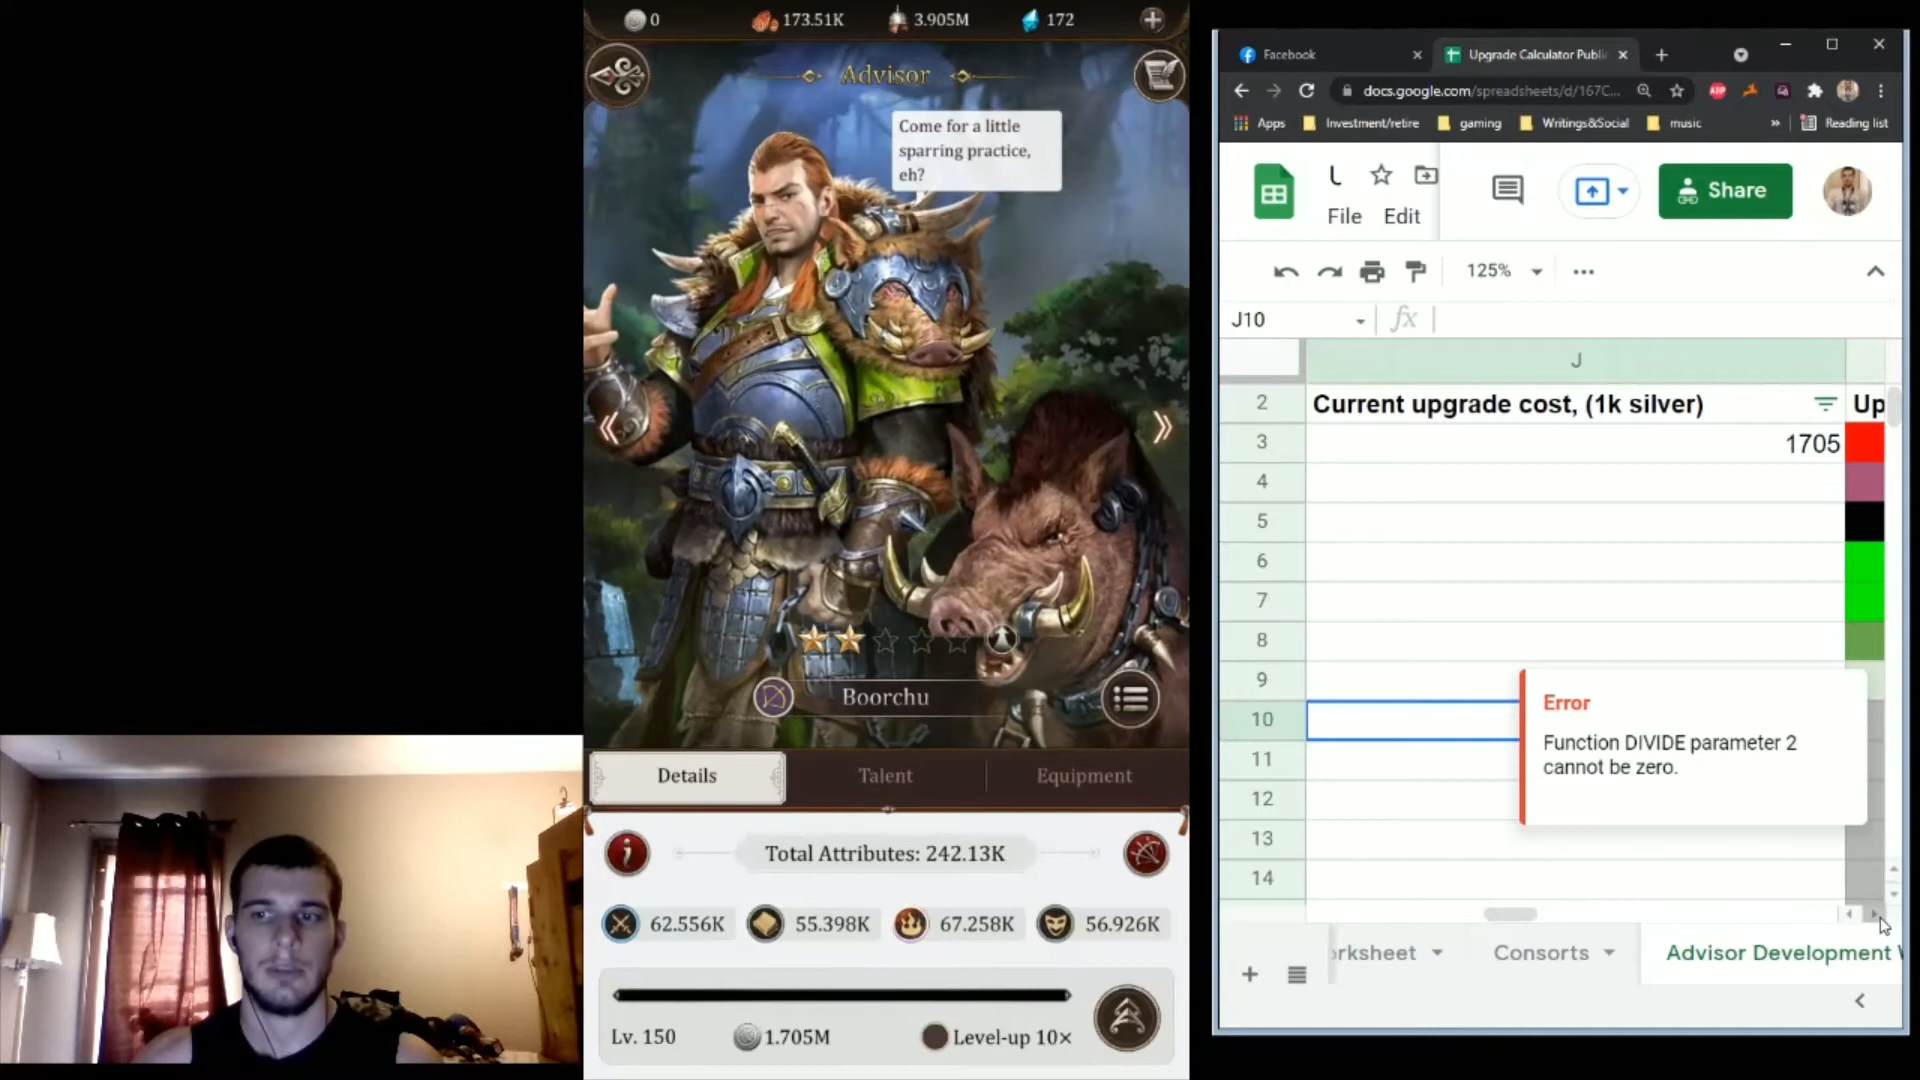 0
173.51K
3.905M
172
Advisor
Come for a little
sparring practice,
eh?
Boorchu
Details
Talent
Equipment
Total Attributes: 242.13K
62.556K
55.398K
67.258K
56.926K
Lv. 150
1.705M
Level-up 10×
Facebook
Upgrade Calculator Publi
docs.google.com/spreadsheets/d/167C...
ABP
Apps
Investment/retire
gaming
Writings&Social
music
»
Reading list
File
Edit
Share
125%
J10
fx
J
2
Current upgrade cost, (1k silver)
Up
3
1705
4
5
6
7
8
9
10
11
12
13
14
Error
Function DIVIDE parameter 2
cannot be zero.
rksheet
Consorts
Advisor Development